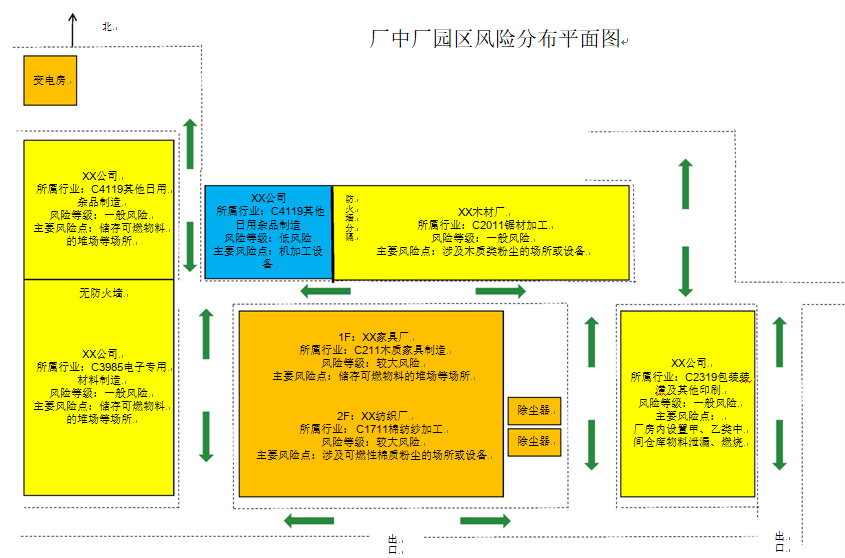 厂中厂园区风险分布平面图
北
变电房
XX公司
所属行业：C4119其他日用
杂品制造
风险等级：一般风险
主要风险点：储存可燃物料
的堆场等场所
无防火墙
XX公司
所属行业：C3985电子专用
材料制造
风险等级：一般风险
主要风险点：储存可燃物料
的堆场等场所
XX公司
所属行业：C4119其他
日用杂品制造
风险等级：低风险
主要风险点：机加工设
备
防
火
墙
分
隔
XX木材厂
所属行业：C2011锯材加工
风险等级：一般风险
主要风险点：涉及木质类粉尘的场所或设备
1F：XX家具厂
所属行业：C211木质家具制造
风险等级：较大风险
主要风险点：储存可燃物料的堆场等场所
2F：XX纺织厂
所属行业：C1711棉纺纱加工
风险等级：较大风险
主要风险点：涉及可燃性棉质粉尘的场所或设备
除尘器
除尘器
XX公司
所属行业：C2319包装装
潢及其他印刷
风险等级：一般风险
主要风险点：
厂房内设置甲、乙类中
间仓库物料泄漏、燃烧
出
口
出
口